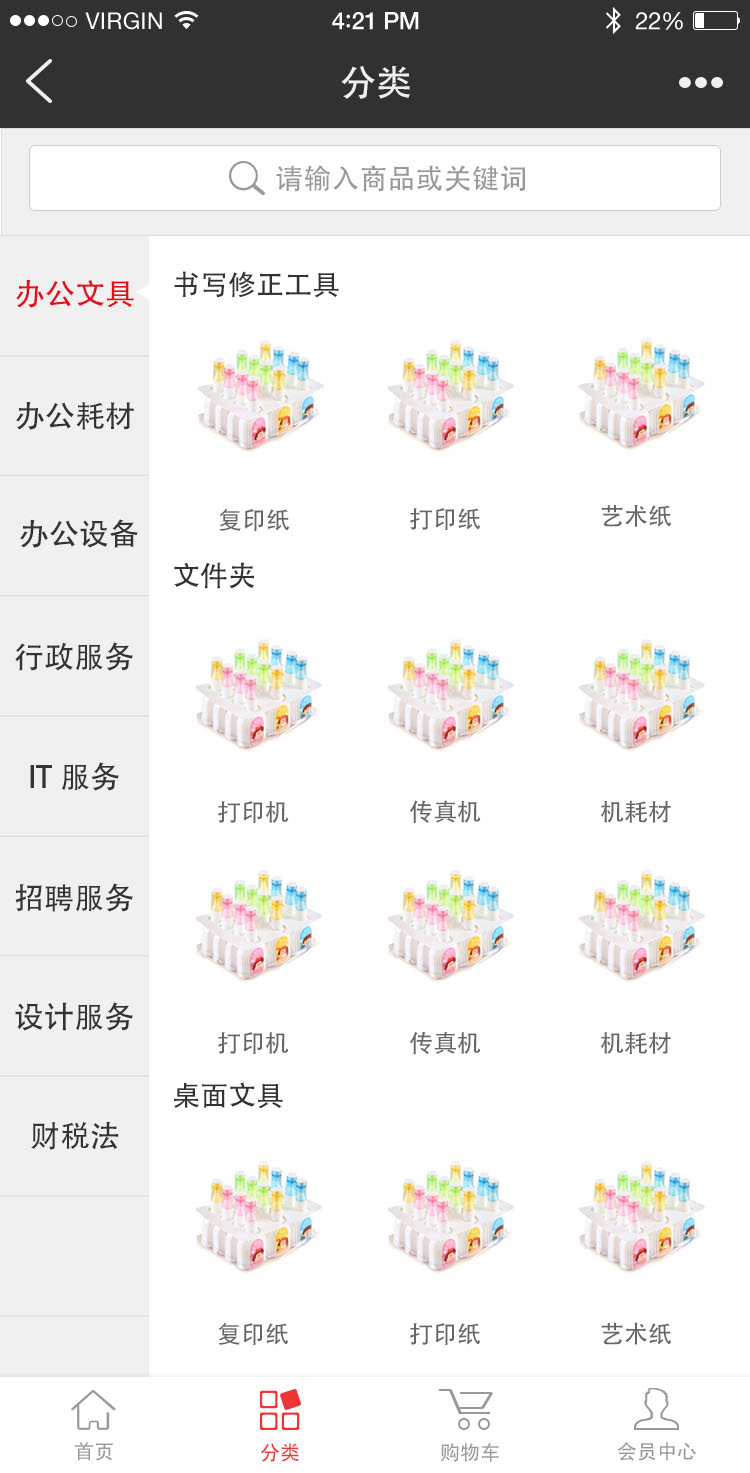 VIRGIN 4:21 PM 22%
分类
请输入商品或关键词
办公文具
办公耗材
办公设备
行政服务
IT 服务
招聘服务
设计服务
财税法
书写修正工具
复印纸 打印纸 艺术纸
文件夹
打印机 传真机 机耗材
打印机 传真机 机耗材
桌面文具
复印纸 打印纸 艺术纸
首页 分类 购物车 会员中心